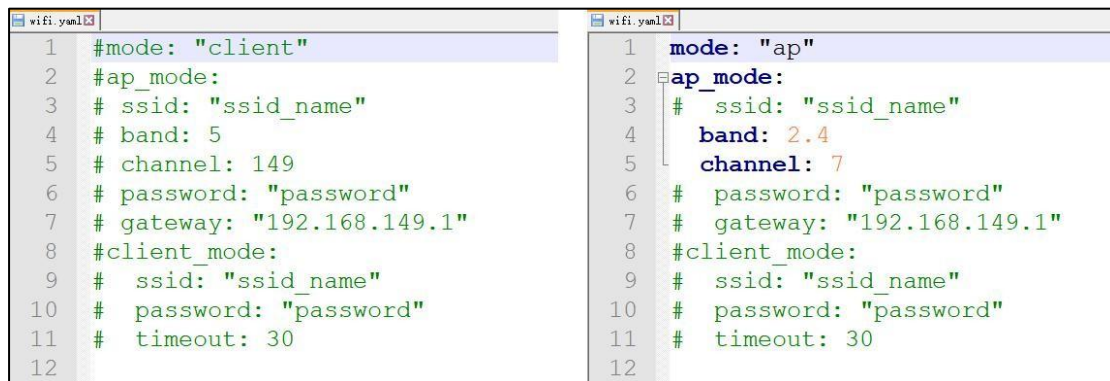 wifi.yaml
1 #mode: "client"
2 #ap_mode:
3 # ssid: "ssid_name"
4 # band: 5
5 # channel: 149
6 # password: "password"
7 # gateway: "192.168.149.1"
8 #client_mode:
9 #  ssid: "ssid_name"
10 #  password: "password"
11 #  timeout: 30
12
wifi.yaml
1 mode: "ap"
2 ap_mode:
3 #  ssid: "ssid_name"
4   band: 2.4
5   channel: 7
6 #  password: "password"
7 #  gateway: "192.168.149.1"
8 #client_mode:
9 #  ssid: "ssid_name"
10 #  password: "password"
11 #  timeout: 30
12